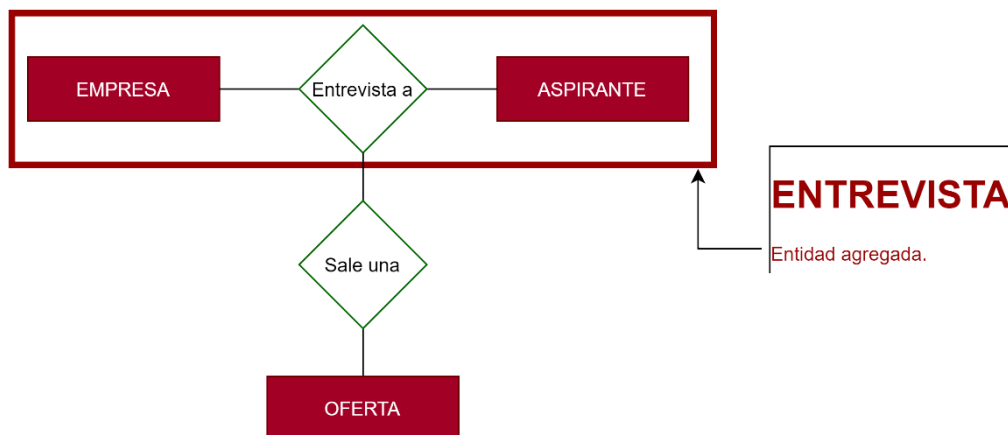 EMPRESA
Entrevista a
ASPIRANTE
ENTREVISTA
Entidad agregada.
Sale una
OFERTA